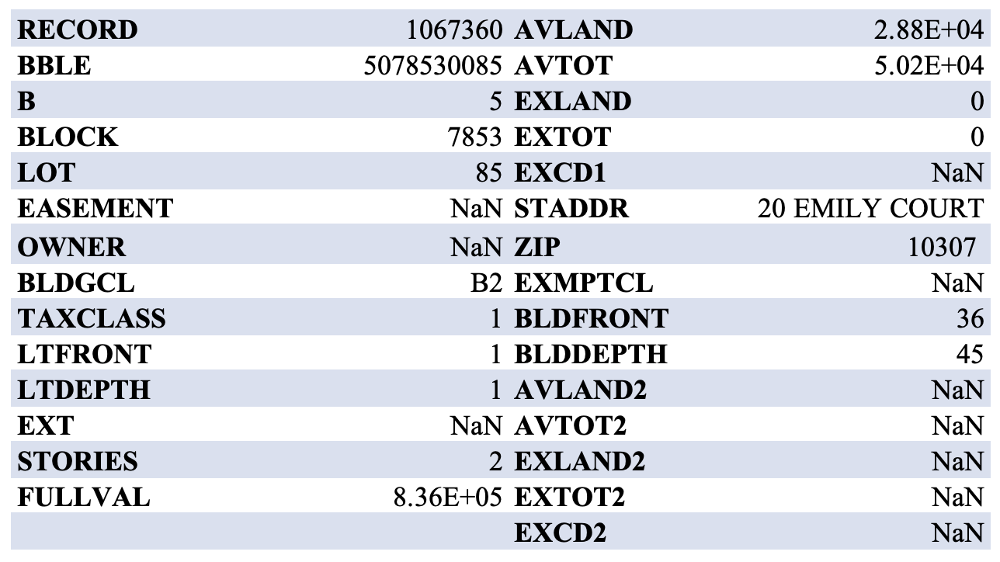 RECORD 1067360 AVLAND 2.88E+04
BBLE 5078530085 AVTOT 5.02E+04
B 5 EXLAND 0
BLOCK 7853 EXTOT 0
LOT 85 EXCD1 NaN
EASEMENT NaN STADDR 20 EMILY COURT
OWNER NaN ZIP 10307
BLDGCL B2 EXMPTCL NaN
TAXCLASS 1 BLDFRONT 36
LTFRONT 1 BLDDEPTH 45
LTDEPTH 1 AVLAND2 NaN
EXT NaN AVTOT2 NaN
STORIES 2 EXLAND2 NaN
FULLVAL 8.36E+05 EXTOT2 NaN
EXCD2 NaN